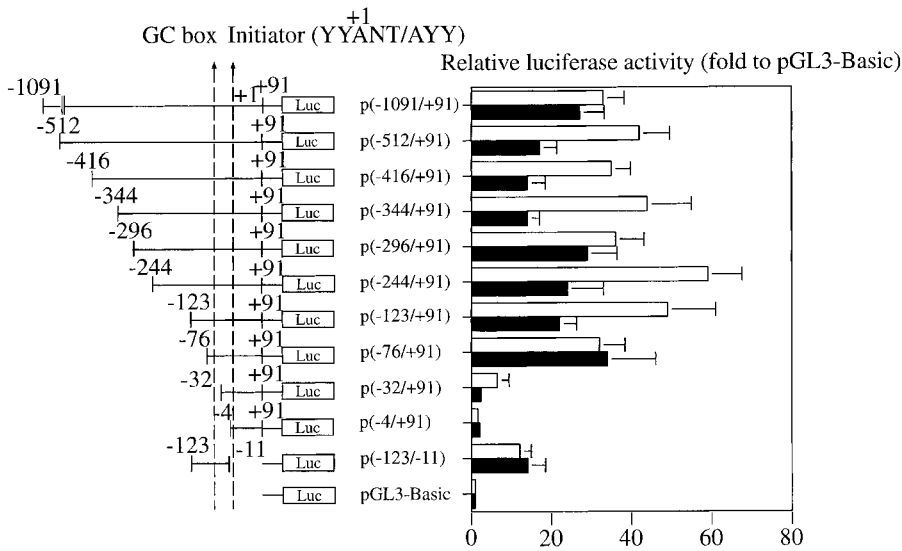 +1
GC box Initiator (YYANT/AYY)
Relative luciferase activity (fold to pGL3-Basic)
-1091 +1 +91 Luc p(-1091/+91)
-512 +91 Luc p(-512/+91)
-416 +91 Luc p(-416/+91)
-344 +91 Luc p(-344/+91)
-296 +91 Luc p(-296/+91)
-244 +91 Luc p(-244/+91)
-123 +91 Luc p(-123/+91)
-76 +91 Luc p(-76/+91)
-32 +91 Luc p(-32/+91)
-4 +91 Luc p(-4/+91)
-123 -11 Luc p(-123/-11)
Luc pGL3-Basic
0 20 40 60 80